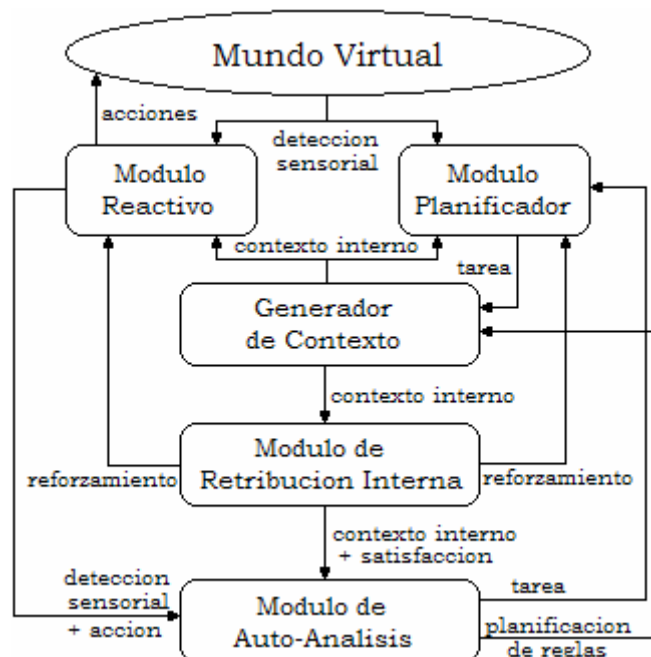 Mundo Virtual
acciones
deteccion
sensorial
Modulo
Reactivo
Modulo
Planificador
contexto interno
tarea
Generador
de Contexto
contexto interno
Modulo de
Retribucion Interna
reforzamiento
reforzamiento
contexto interno
+ satisfaccion
deteccion
sensorial
+ accion
Modulo de
Auto-Analisis
tarea
planificacion
de reglas